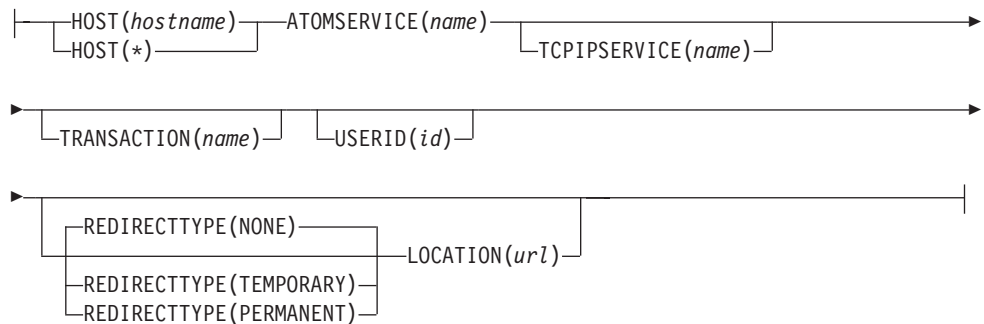 HOST(hostname) ATOMSERVICE(name)
HOST(*) TCPIPSERVICE(name)
TRANSACTION(name) USERID(id)
REDIRECTTYPE(NONE)
LOCATION(url)
REDIRECTTYPE(TEMPORARY)
REDIRECTTYPE(PERMANENT)